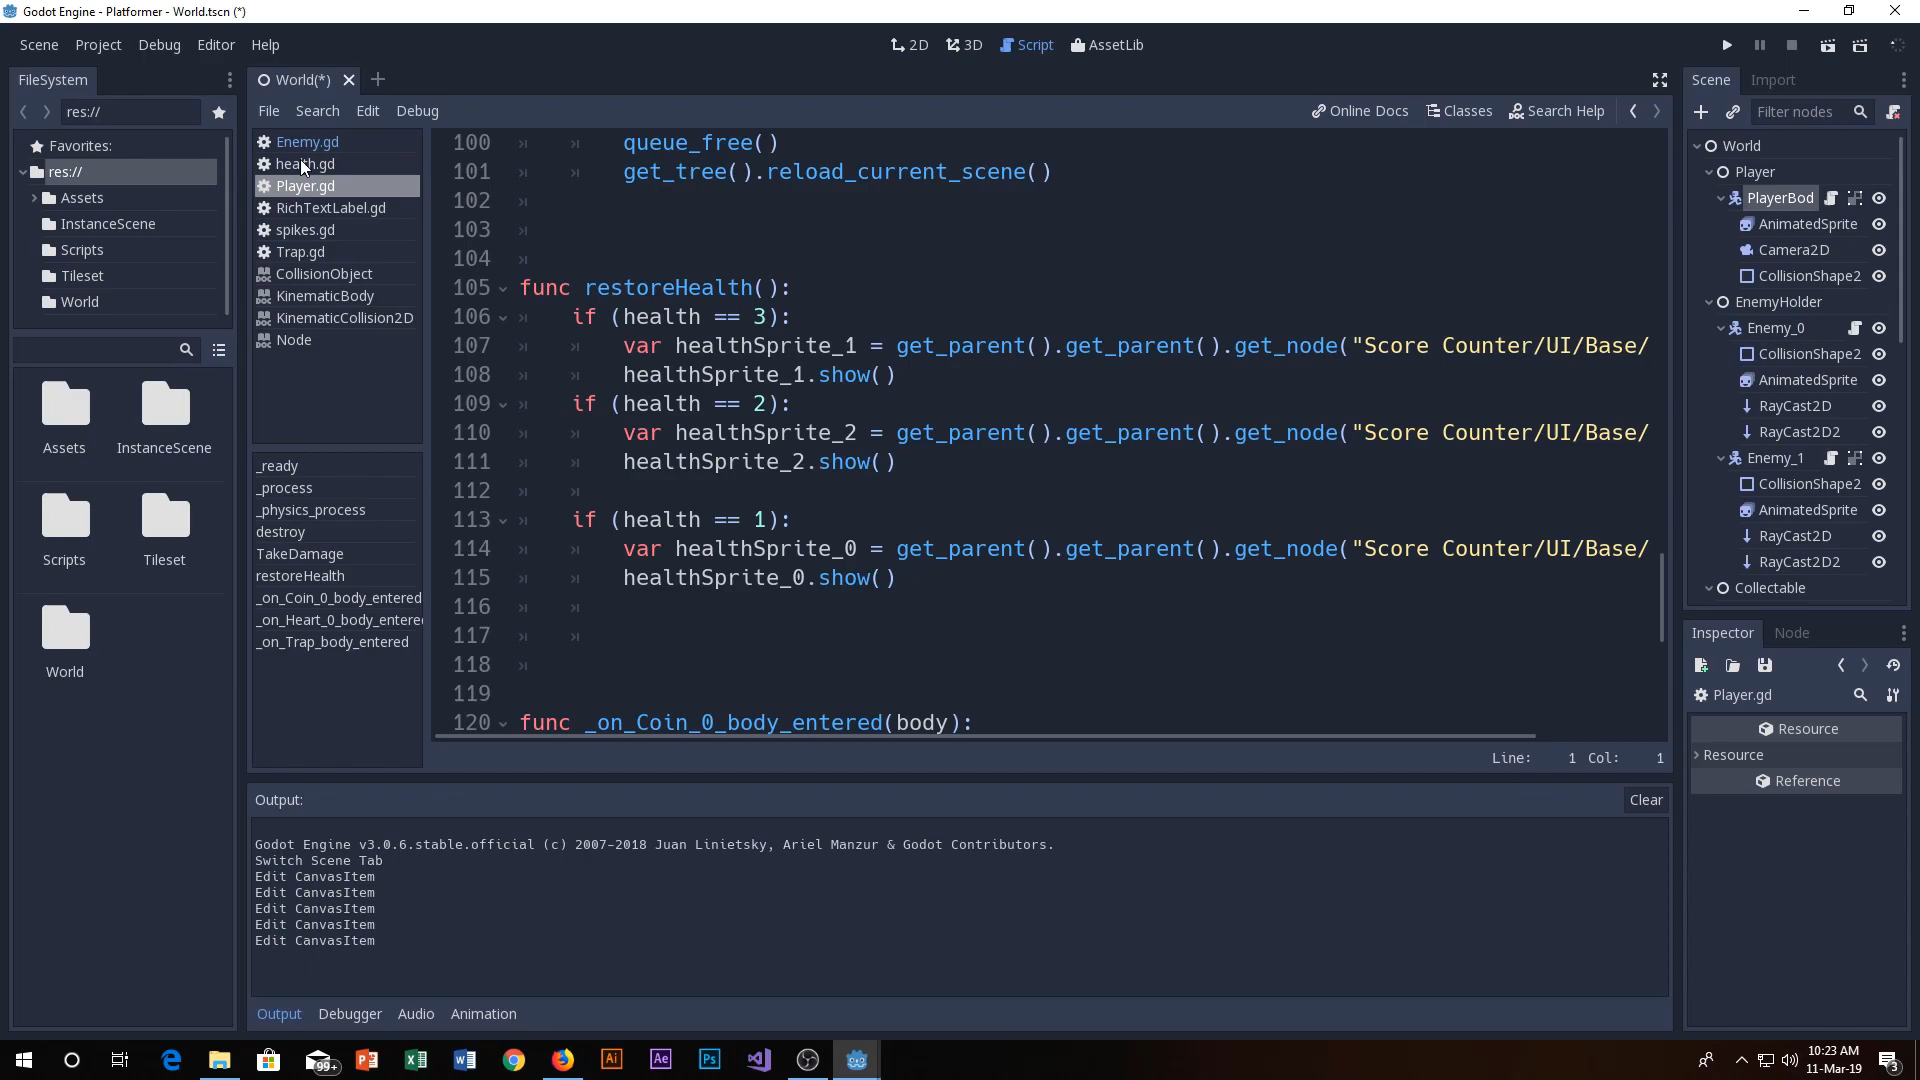 Godot Engine - Platformer - World.tscn (*)
Scene Project Debug Editor Help
2D 3D Script AssetLib
FileSystem
res://
Favorites:
res://
Assets
InstanceScene
Scripts
Tileset
World
Assets InstanceScene
Scripts Tileset
World
World(*)
File Search Edit Debug
Online Docs Classes Search Help
Enemy.gd
health.gd
Player.gd
RichTextLabel.gd
spikes.gd
Trap.gd
CollisionObject
KinematicBody
KinematicCollision2D
Node
_ready
_process
_physics_process
destroy
TakeDamage
restoreHealth
_on_Coin_0_body_entered
_on_Heart_0_body_entere
_on_Trap_body_entered
100 queue_free()
101 get_tree().reload_current_scene()
102
103
104
105 func restoreHealth():
106 if (health == 3):
107 var healthSprite_1 = get_parent().get_parent().get_node("Score Counter/UI/Base/
108 healthSprite_1.show()
109 if (health == 2):
110 var healthSprite_2 = get_parent().get_parent().get_node("Score Counter/UI/Base/
111 healthSprite_2.show()
112
113 if (health == 1):
114 var healthSprite_0 = get_parent().get_parent().get_node("Score Counter/UI/Base/
115 healthSprite_0.show()
116
117
118
119
120 func _on_Coin_0_body_entered(body):
Line: 1 Col: 1
Output:
Clear
Godot Engine v3.0.6.stable.official (c) 2007-2018 Juan Linietsky, Ariel Manzur & Godot Contributors.
Switch Scene Tab
Edit CanvasItem
Edit CanvasItem
Edit CanvasItem
Edit CanvasItem
Edit CanvasItem
Output Debugger Audio Animation
Scene Import
Filter nodes
World
Player
PlayerBod
AnimatedSprite
Camera2D
CollisionShape2
EnemyHolder
Enemy_0
CollisionShape2
AnimatedSprite
RayCast2D
RayCast2D2
Enemy_1
CollisionShape2
AnimatedSprite
RayCast2D
RayCast2D2
Collectable
Inspector Node
Player.gd
Resource
Resource
Reference
99+
Ai
Ae
Ps
10:23 AM
11-Mar-19
3